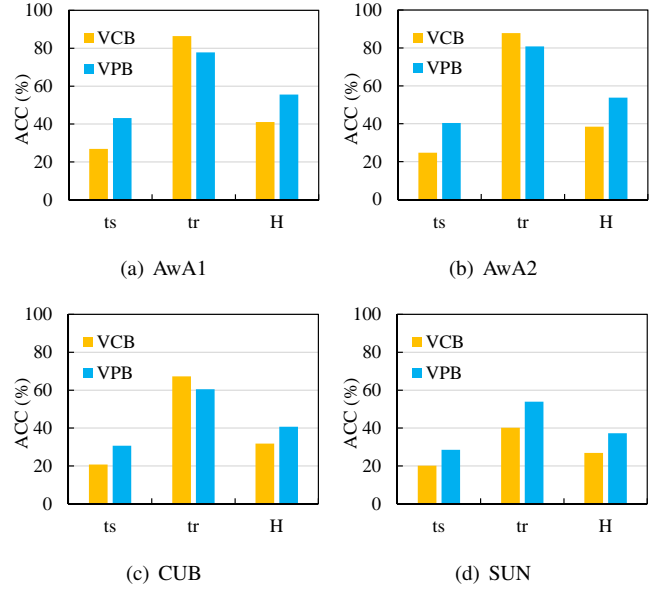 100
80
60
40
20
0
ACC (%)
VCB
VPB
ts tr H
(a) AwA1
100
80
60
40
20
0
ACC (%)
VCB
VPB
ts tr H
(b) AwA2
100
80
60
40
20
0
ACC (%)
VCB
VPB
ts tr H
(c) CUB
100
80
60
40
20
0
ACC (%)
VCB
VPB
ts tr H
(d) SUN